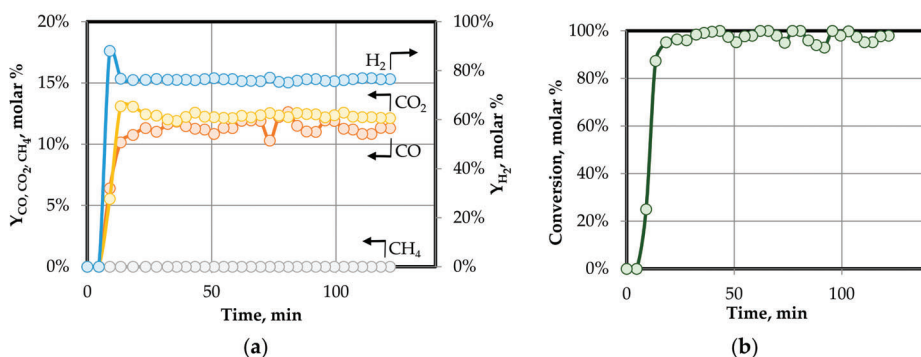 20%
15%
10%
5%
0%
Y_CO, CO₂, CH₄, molar %
100%
80%
60%
40%
20%
0%
Y_H₂, molar %
H₂
CO₂
CO
CH₄
0
50
100
Time, min
(a)
100%
80%
60%
40%
20%
0%
Conversion, molar %
0
50
100
Time, min
(b)